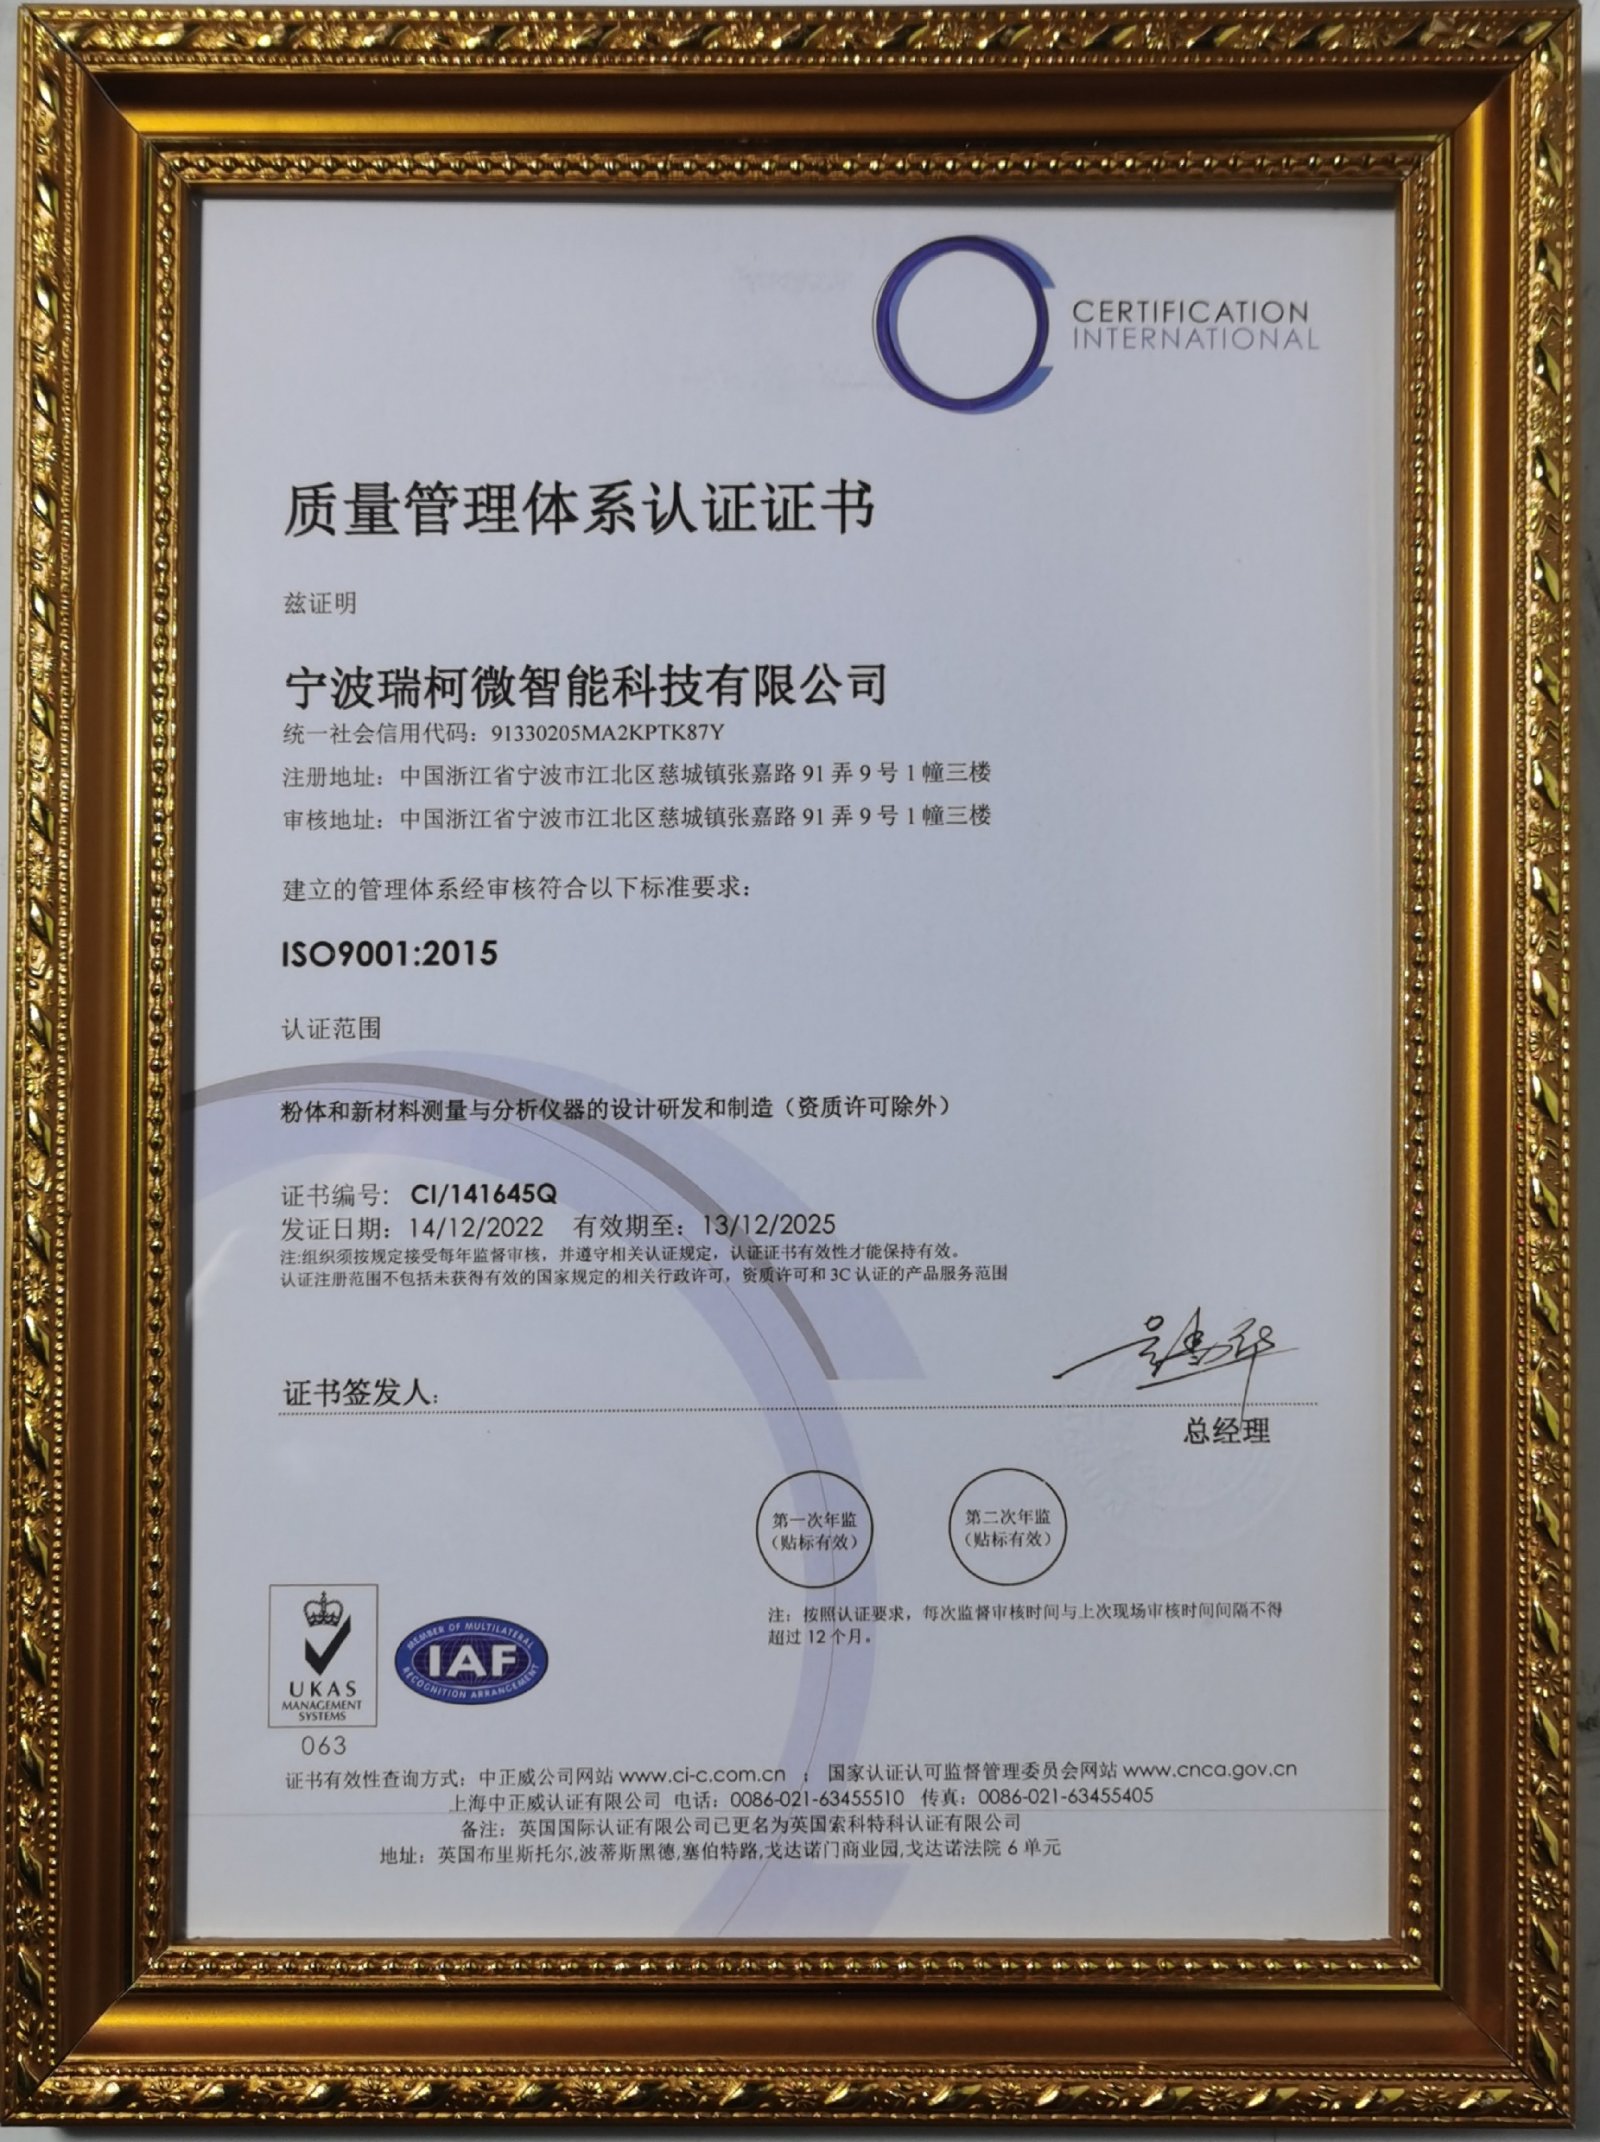 CERTIFICATION
INTERNATIONAL
质量管理体系认证证书
兹证明
宁波瑞柯微智能科技有限公司
统一社会信用代码：91330205MA2KPTK87Y
注册地址：中国浙江省宁波市江北区慈城镇张嘉路 91 弄 9 号 1 幢三楼
审核地址：中国浙江省宁波市江北区慈城镇张嘉路 91 弄 9 号 1 幢三楼
建立的管理体系经审核符合以下标准要求：
ISO9001:2015
认证范围
粉体和新材料测量与分析仪器的设计研发和制造（资质许可除外）
证书编号： CI/141645Q
发证日期：14/12/2022 有效期至：13/12/2025
注:组织须按规定接受每年监督审核，并遵守相关认证规定，认证证书有效性才能保持有效。
认证注册范围不包括未获得有效的国家规定的相关行政许可，资质许可和 3C 认证的产品服务范围
证书签发人：
总经理
第一次年监
（贴标有效）
第二次年监
（贴标有效）
注：按照认证要求，每次监督审核时间与上次现场审核时间间隔不得
超过 12 个月。
UKAS
MANAGEMENT
SYSTEMS
063
MEMBER OF MULTILATERAL
IAF
RECOGNITION ARRANGEMENT
证书有效性查询方式：中正威公司网站 www.ci-c.com.cn ；国家认证认可监督管理委员会网站 www.cnca.gov.cn
上海中正威认证有限公司 电话：0086-021-63455510 传真：0086-021-63455405
备注：英国国际认证有限公司已更名为英国索科特科认证有限公司
地址：英国布里斯托尔,波蒂斯黑德,塞伯特路,戈达诺门商业园,戈达诺法院 6 单元